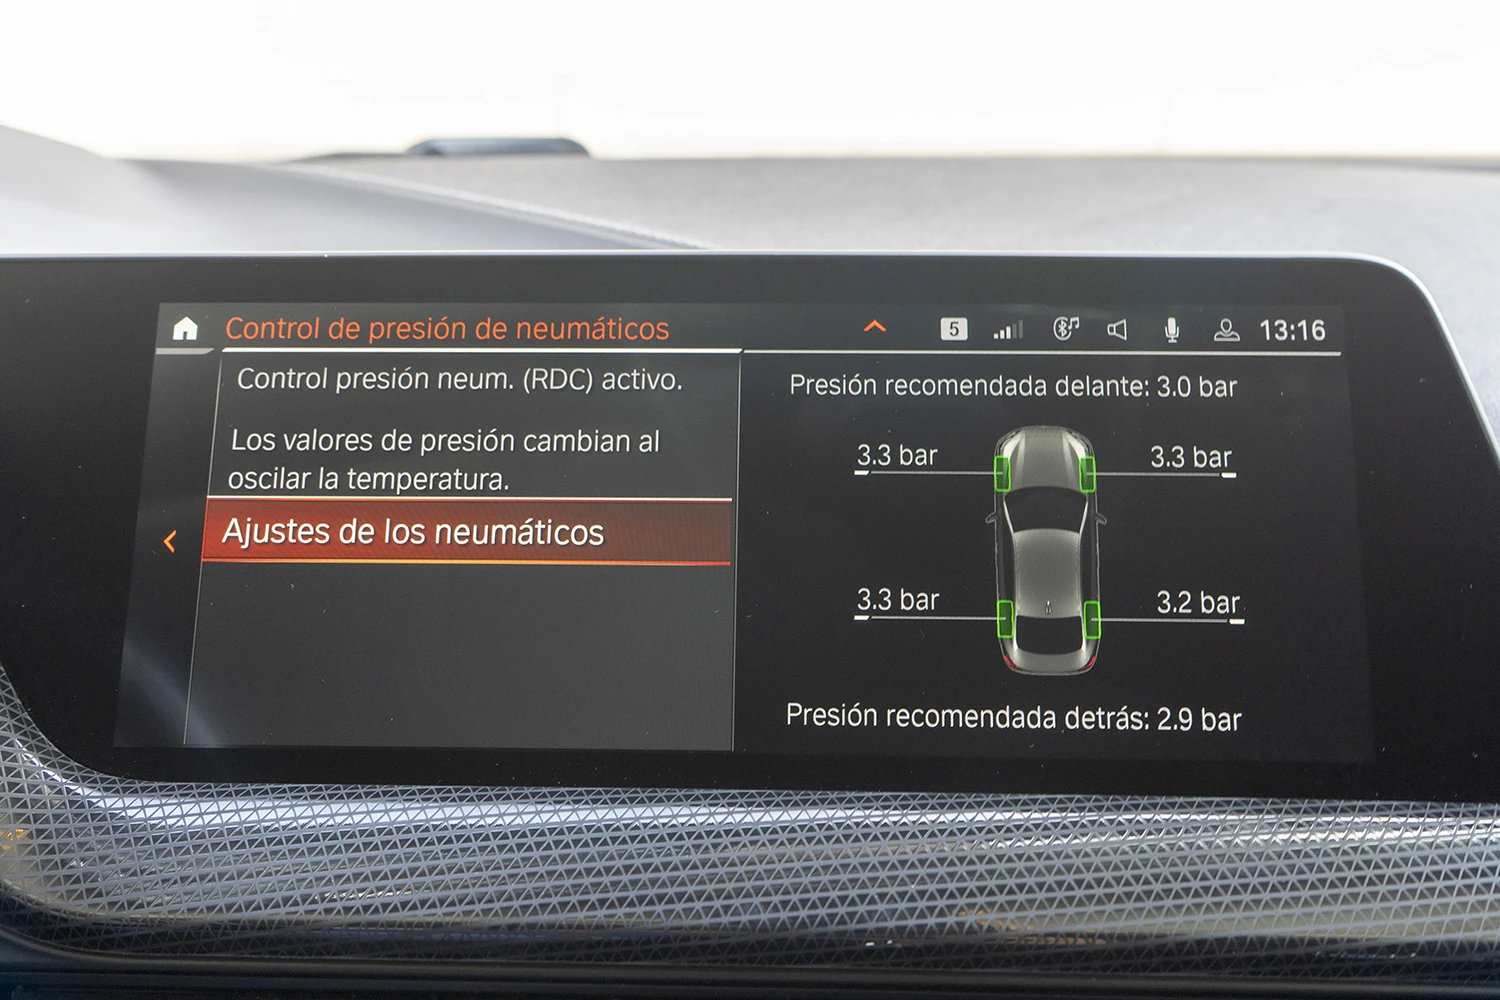 Control de presión de neumáticos
5
13:16
Control presión neum. (RDC) activo.
Los valores de presión cambian al
oscilar la temperatura.
Ajustes de los neumáticos
Presión recomendada delante: 3.0 bar
3.3 bar
3.3 bar
3.3 bar
3.2 bar
Presión recomendada detrás: 2.9 bar